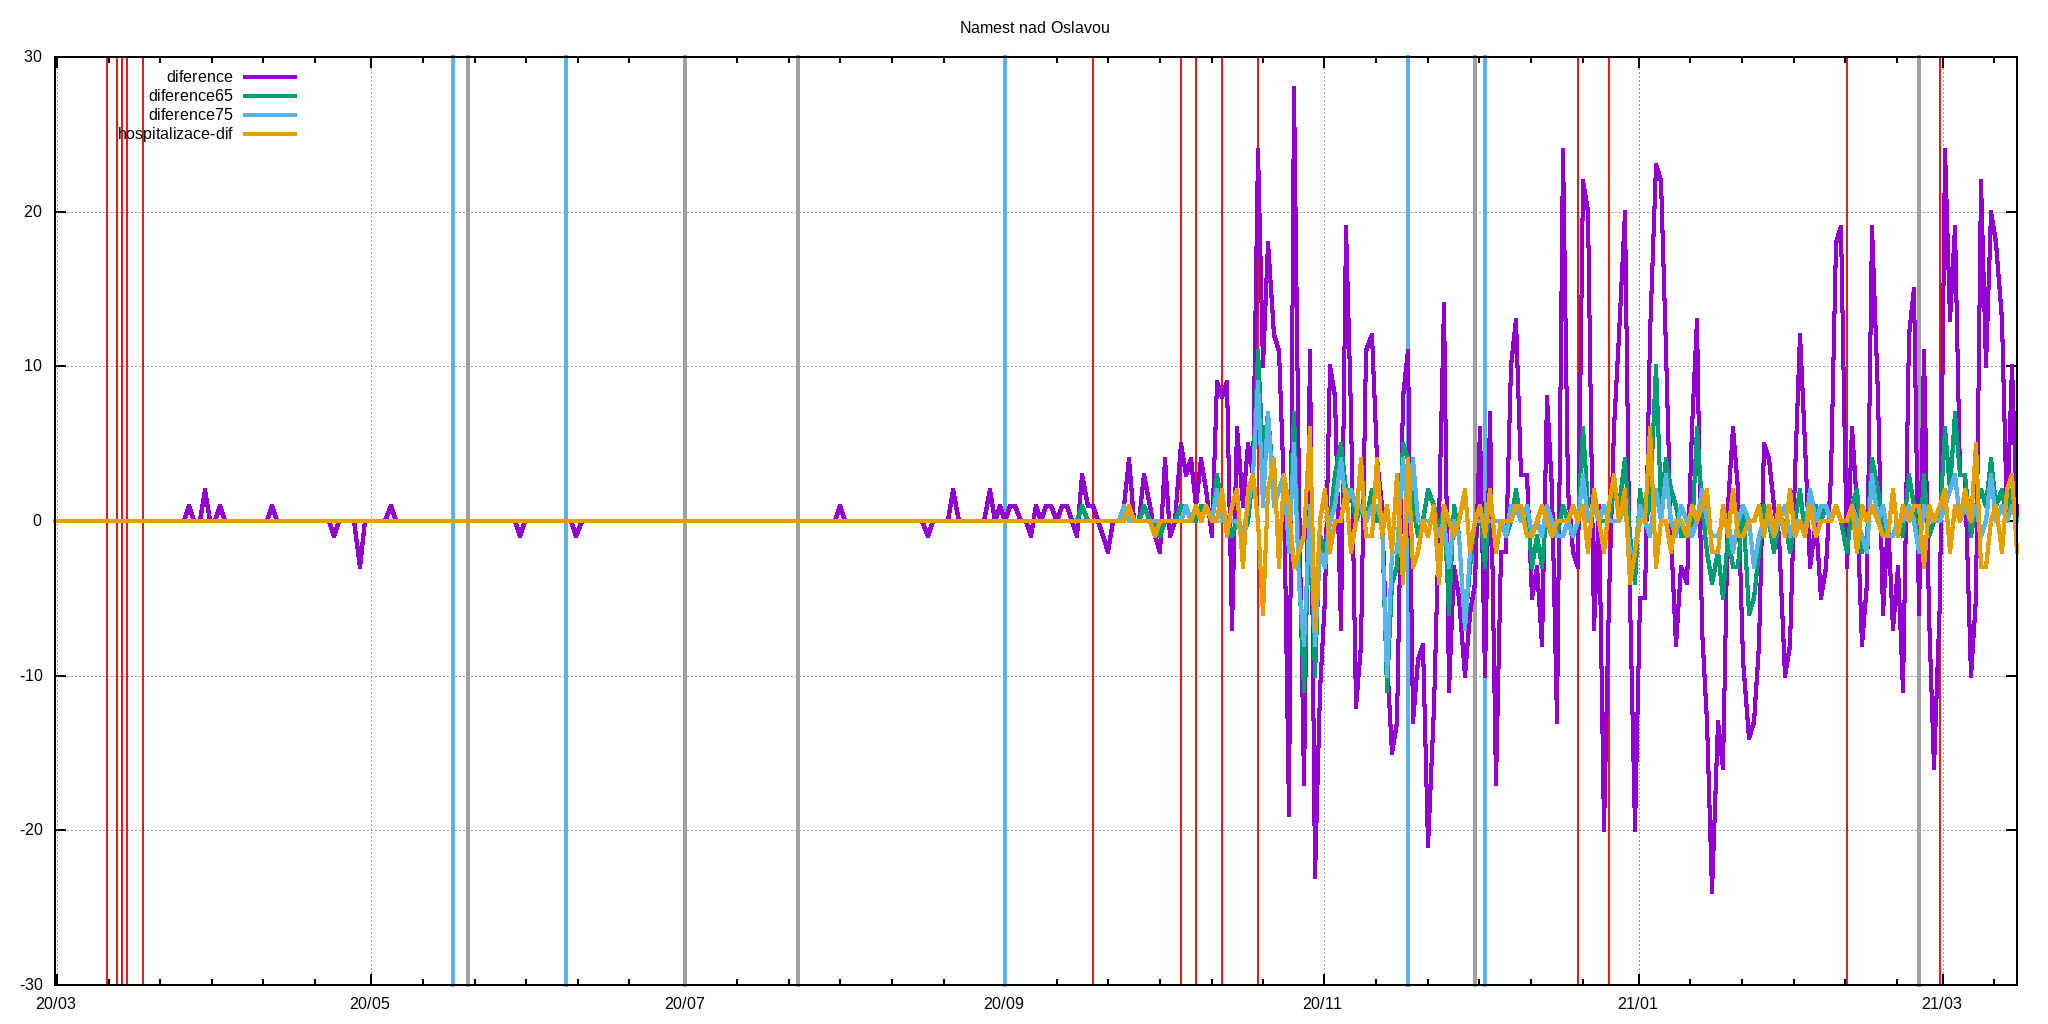 Namest nad Oslavou
30
20
10
0
-10
-20
-30
diference
diference65
diference75
hospitalizace-dif
20/03 20/05 20/07 20/09 20/11 21/01 21/03